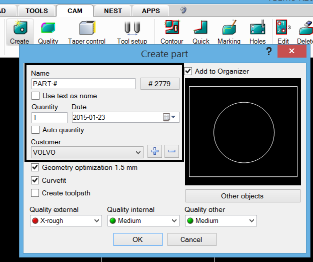 AD TOOLS CAM NEST APPS
Create Quality Taper control Tool setup Contour Quick Marking Holes Edit Delete
Create part
? x
Name
PART #
# 2779
Use text as name
Quantity Date
1 2015-01-23
Auto quantity
Customer
VOLVO
Geometry optimization 1.5 mm
Curvefit
Create toolpath
Add to Organizer
Other objects
Quality external Quality internal Quality other
X-rough Medium Medium
OK Cancel